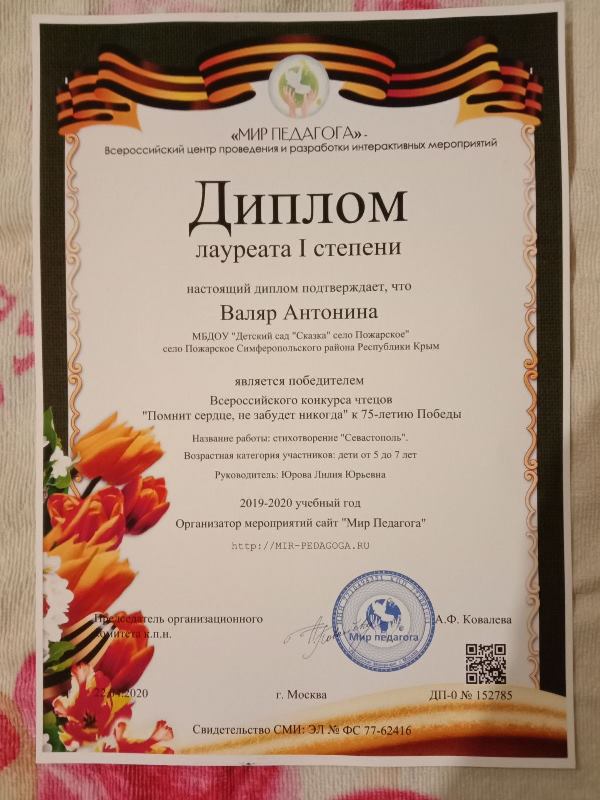 «МИР ПЕДАГОГА» -
Всероссийский центр проведения и разработки интерактивных мероприятий
Диплом
лауреата I степени
настоящий диплом подтверждает, что
Валяр Антонина
МБДОУ "Детский сад "Сказка" село Пожарское"
село Пожарское Симферопольского района Республики Крым
является победителем
Всероссийского конкурса чтецов
"Помнит сердце, не забудет никогда" к 75-летию Победы
Название работы: стихотворение "Севастополь".
Возрастная категория участников: дети от 5 до 7 лет
Руководитель: Юрова Лилия Юрьевна
2019-2020 учебный год
Организатор мероприятий сайт "Мир Педагога"
http://MIR-PEDAGOGA.RU
Председатель организационного
комитета к.п.н.
Мир педагога
А.Ф. Ковалева
22.04.2020
г. Москва
ДП-0 № 152785
Свидетельство СМИ: ЭЛ № ФС 77-62416